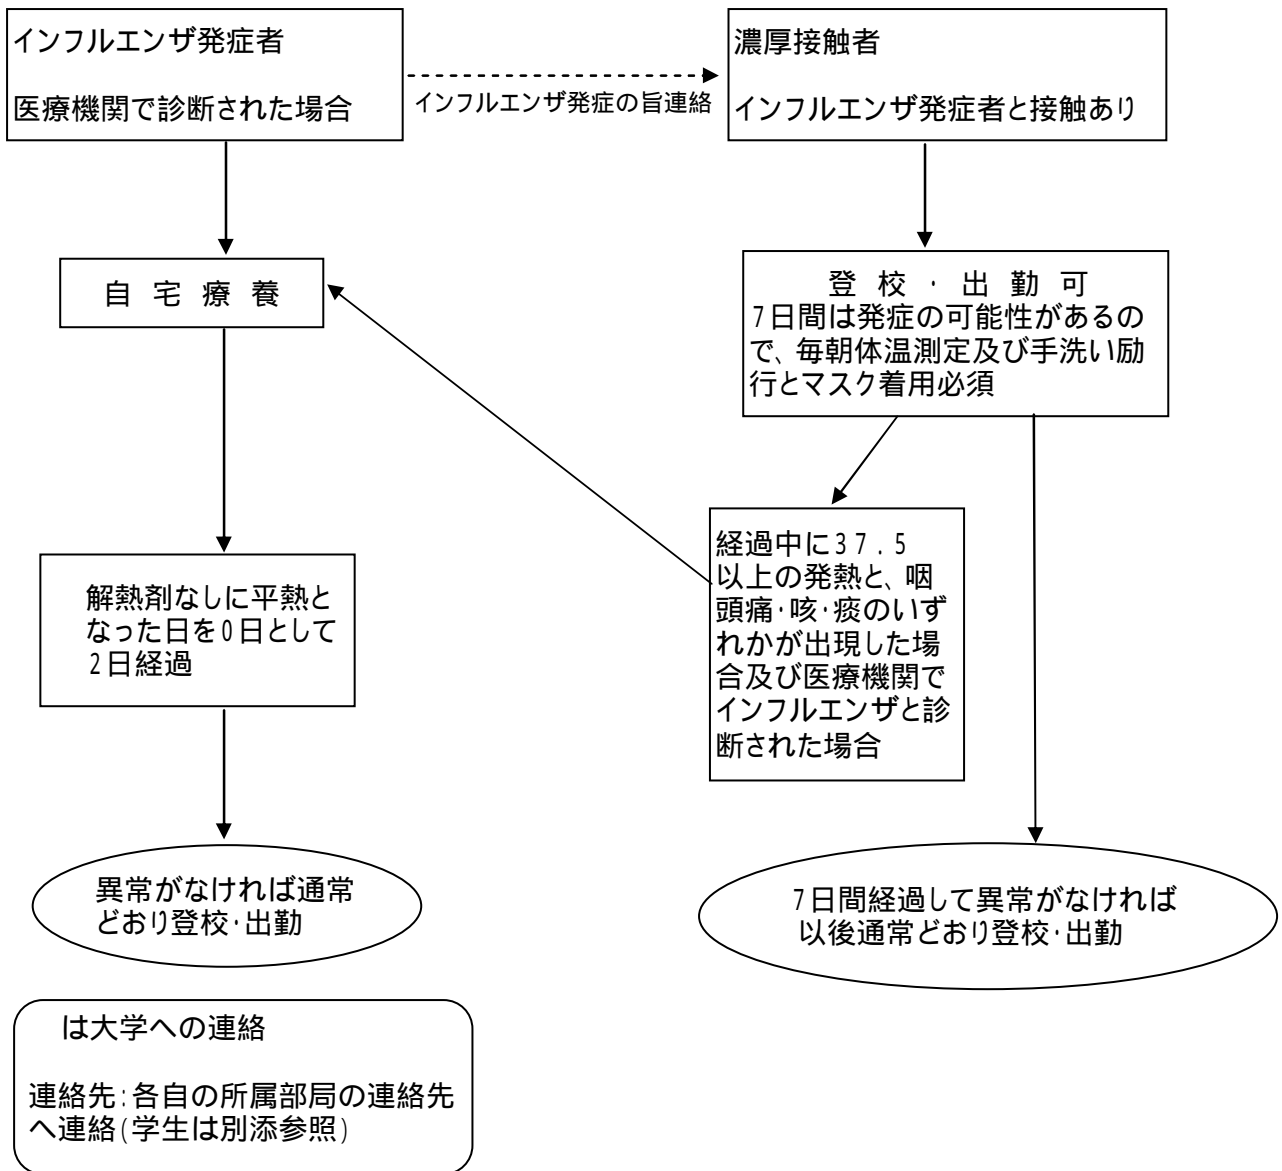 インフルエンザ発症者
医療機関で診断された場合
インフルエンザ発症の旨連絡
濃厚接触者
インフルエンザ発症者と接触あり
自 宅 療 養
登 校 ・ 出 勤 可
7日間は発症の可能性があるの
で、毎朝体温測定及び手洗い励
行とマスク着用必須
経過中に37.5
以上の発熱と、咽
頭痛・咳・痰のいず
れかが出現した場
合及び医療機関で
インフルエンザと診
断された場合
解熱剤なしに平熱と
なった日を0日として
2日経過
異常がなければ通常
どおり登校・出勤
7日間経過して異常がなければ
以後通常どおり登校・出勤
は大学への連絡
連絡先:各自の所属部局の連絡先
へ連絡(学生は別添参照)